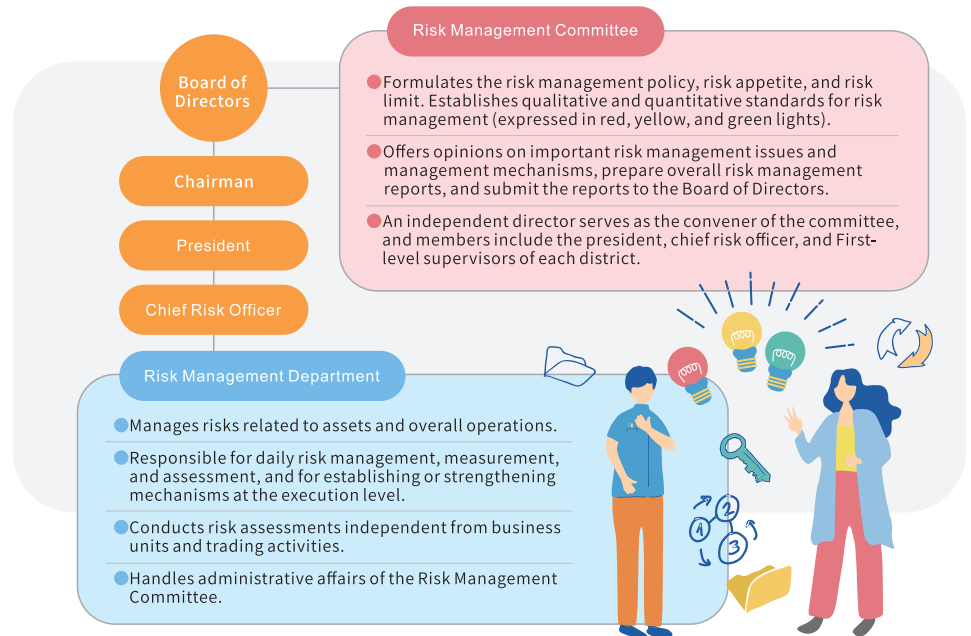 Risk Management Committee
Board of
Directors
●Formulates the risk management policy, risk appetite, and risk
limit. Establishes qualitative and quantitative standards for risk
management (expressed in red, yellow, and green lights).
●Offers opinions on important risk management issues and
management mechanisms, prepare overall risk management
reports, and submit the reports to the Board of Directors.
●An independent director serves as the convener of the committee,
and members include the president, chief risk officer, and First-
level supervisors of each district.
Chairman
President
Chief Risk Officer
Risk Management Department
●Manages risks related to assets and overall operations.
●Responsible for daily risk management, measurement,
and assessment, and for establishing or strengthening
mechanisms at the execution level.
●Conducts risk assessments independent from business
units and trading activities.
●Handles administrative affairs of the Risk Management
Committee.
1
2
3